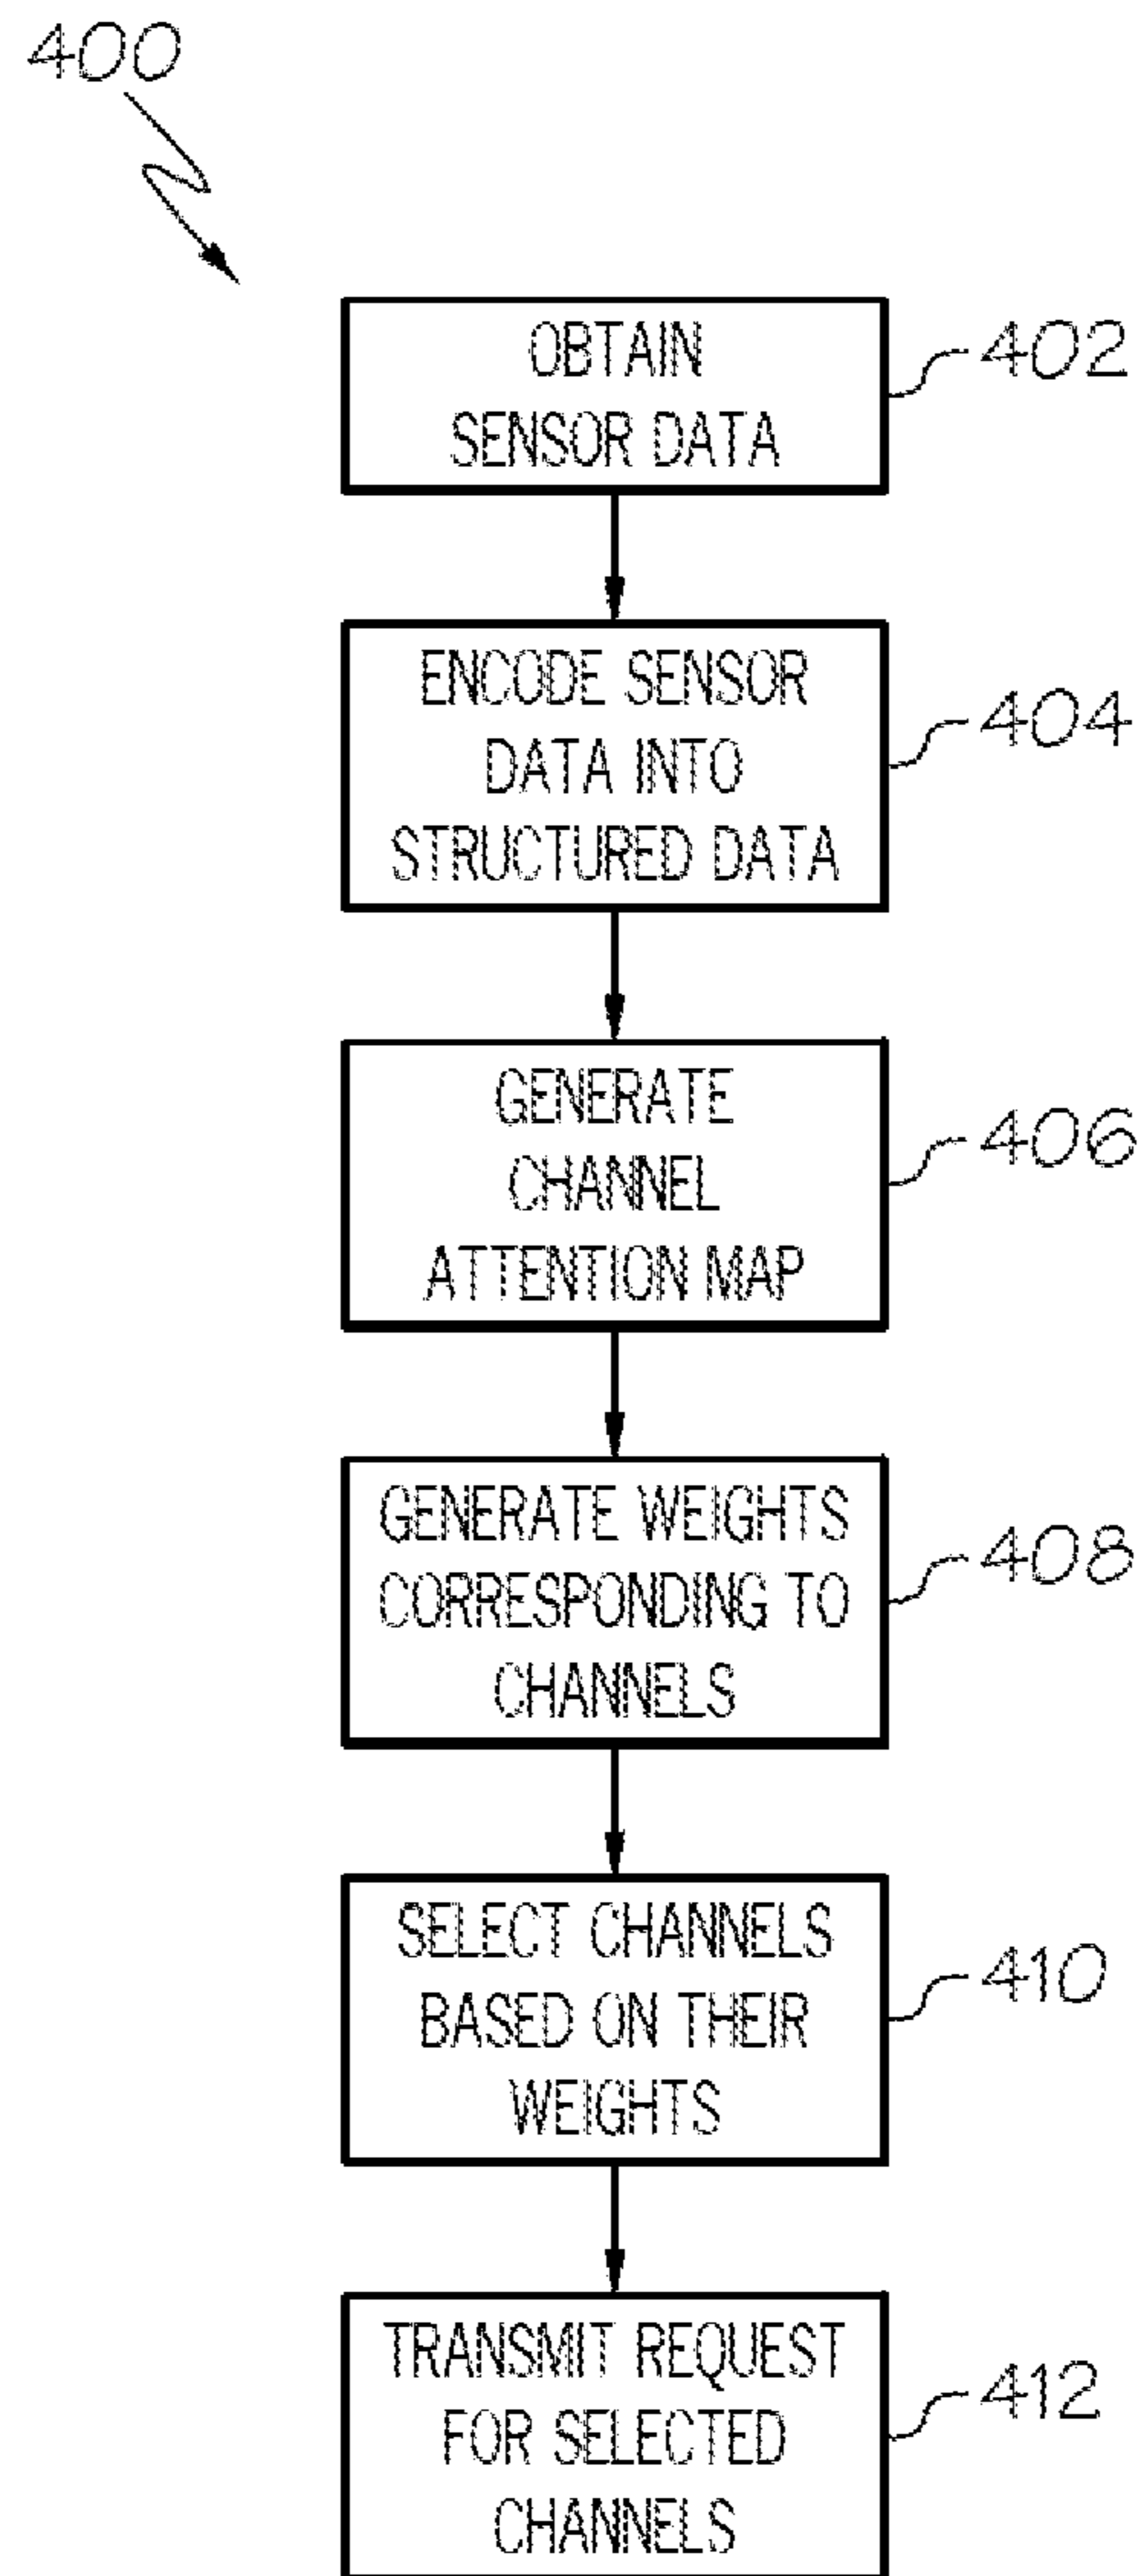 400
OBTAIN
SENSOR DATA
402
ENCODE SENSOR
DATA INTO
STRUCTURED DATA
404
GENERATE
CHANNEL
ATTENTION MAP
406
GENERATE WEIGHTS
CORRESPONDING TO
CHANNELS
408
SELECT CHANNELS
BASED ON THEIR
WEIGHTS
410
TRANSMIT REQUEST
FOR SELECTED
CHANNELS
412